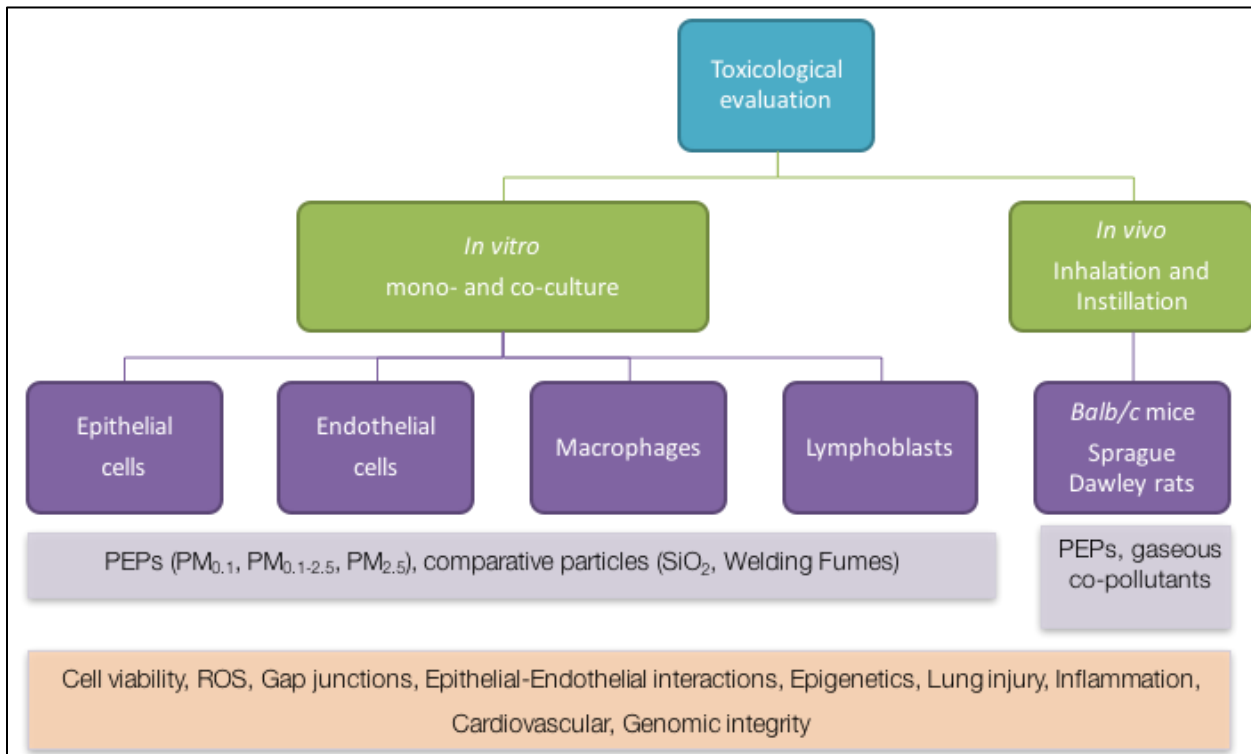 Toxicological
evaluation
In vitro
mono- and co-culture
In vivo
Inhalation and
Instillation
Epithelial
cells
Endothelial
cells
Macrophages
Lymphoblasts
Balb/c mice
Sprague
Dawley rats
PEPs (PM0.1, PM0.1-2.5, PM2.5), comparative particles (SiO2, Welding Fumes)
PEPs, gaseous
co-pollutants
Cell viability, ROS, Gap junctions, Epithelial-Endothelial interactions, Epigenetics, Lung injury, Inflammation,
Cardiovascular, Genomic integrity